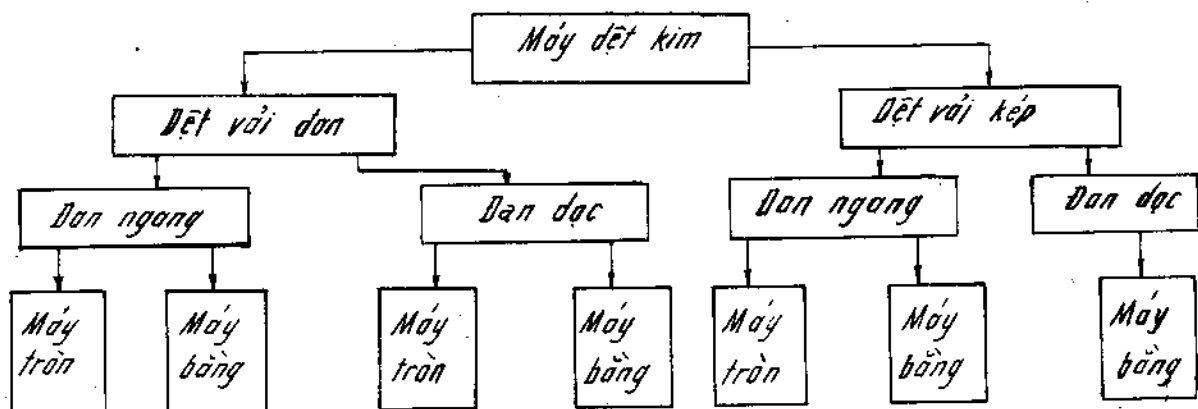 Máy dệt kim
Dệt vải đơn
Dệt vải kép
Đan ngang
Đan dọc
Đan ngang
Đan dọc
Máy
tròn
Máy
bằng
Máy
tròn
Máy
bằng
Máy
tròn
Máy
bằng
Máy
bằng